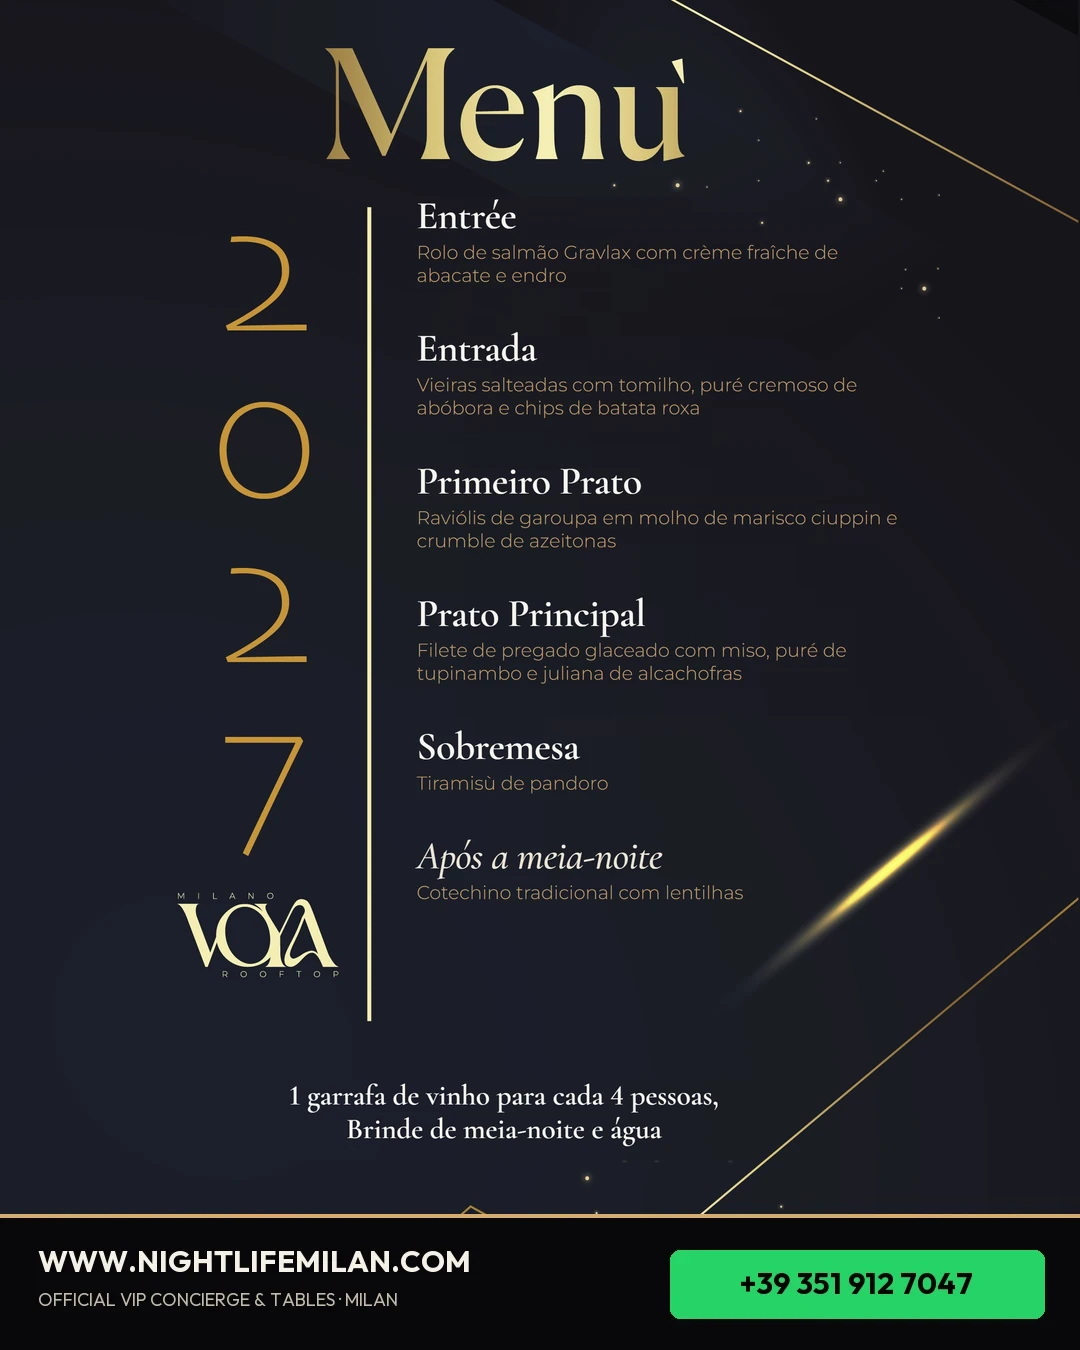 Menù
2
0
2
7
MILANO
VOYA
ROOFTOP
Entrée
Rolo de salmão Gravlax com crème fraîche de
abacate e endro
Entrada
Vieiras salteadas com tomilho, puré cremoso de
abóbora e chips de batata roxa
Primeiro Prato
Raviólis de garoupa em molho de marisco ciuppin e
crumble de azeitonas
Prato Principal
Filete de pregado glaceado com miso, puré de
tupinambo e juliana de alcachofras
Sobremesa
Tiramisù de pandoro
Após a meia-noite
Cotechino tradicional com lentilhas
1 garrafa de vinho para cada 4 pessoas,
Brinde de meia-noite e água
WWW.NIGHTLIFEMILAN.COM
OFFICIAL VIP CONCIERGE & TABLES · MILAN
+39 351 912 7047